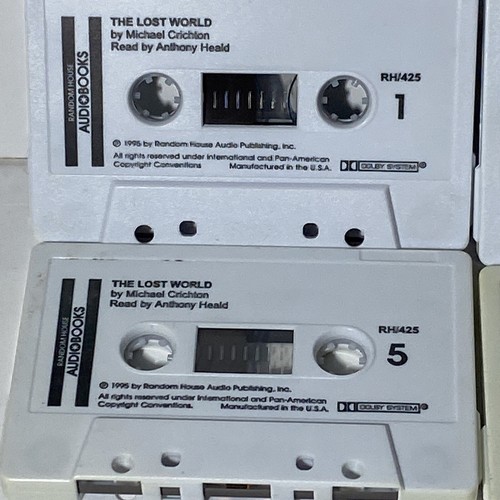 THE LOST WORLD
by Michael Crichton
Read by Anthony Heald
RANDOM HOUSE
AUDIOBOOKS
RH/425
1
℗ 1995 by Random House Audio Publishing, Inc.
All rights reserved under International and Pan-American
Copyright Conventions Manufactured in the U.S.A.
DOLBY SYSTEM®
THE LOST WORLD
by Michael Crichton
Read by Anthony Heald
RANDOM HOUSE
AUDIOBOOKS
RH/425
5
℗ 1995 by Random House Audio Publishing, Inc.
All rights reserved under International and Pan-American
Copyright Conventions. Manufactured in the U.S.A.
DOLBY SYSTEM®